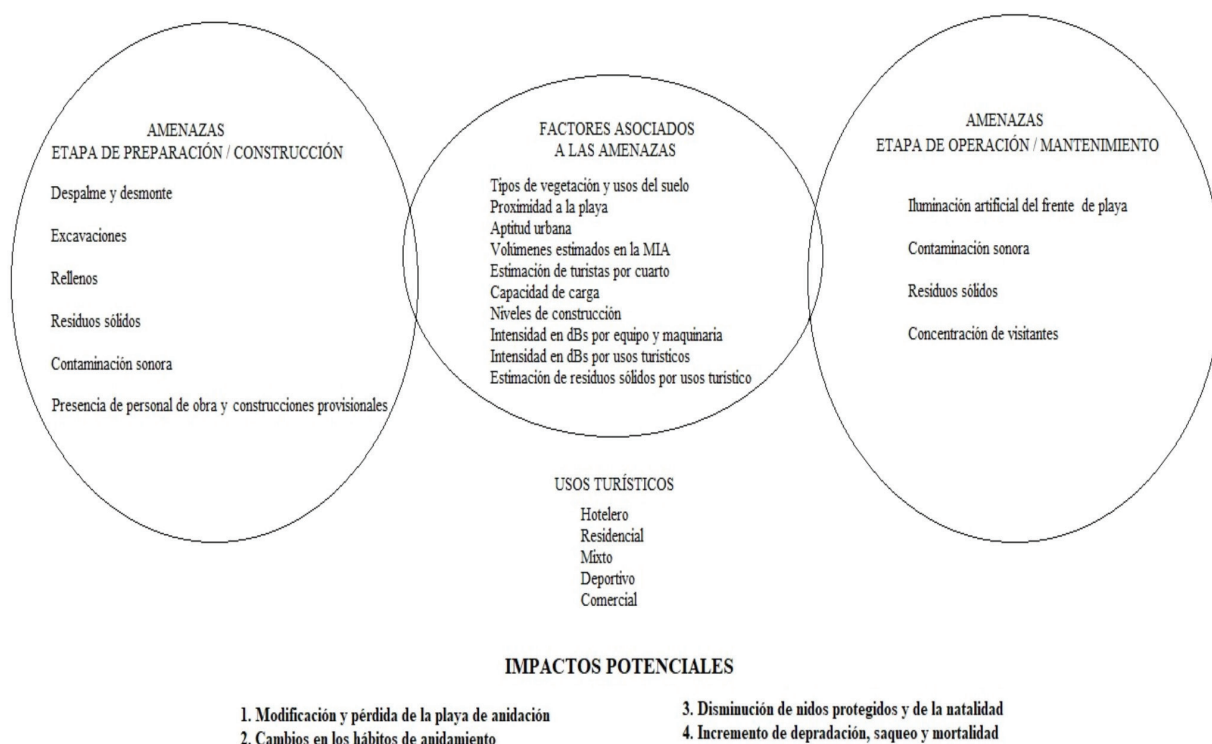 AMENAZAS
ETAPA DE PREPARACIÓN / CONSTRUCCIÓN
Despalme y desmonte
Excavaciones
Rellenos
Residuos sólidos
Contaminación sonora
Presencia de personal de obra y construcciones provisionales
FACTORES ASOCIADOS
A LAS AMENAZAS
Tipos de vegetación y usos del suelo
Proximidad a la playa
Aptitud urbana
Volúmenes estimados en la MIA
Estimación de turistas por cuarto
Capacidad de carga
Niveles de construcción
Intensidad en dBs por equipo y maquinaria
Intensidad en dBs por usos turisticos
Estimación de residuos sólidos por usos turístico
AMENAZAS
ETAPA DE OPERACIÓN / MANTENIMIENTO
Iluminación artificial del frente de playa
Contaminación sonora
Residuos sólidos
Concentración de visitantes
USOS TURÍSTICOS
Hotelero
Residencial
Mixto
Deportivo
Comercial
IMPACTOS POTENCIALES
1. Modificación y pérdida de la playa de anidación
2. Cambios en los hábitos de anidamiento
3. Disminución de nidos protegidos y de la natalidad
4. Incremento de depradación, saqueo y mortalidad